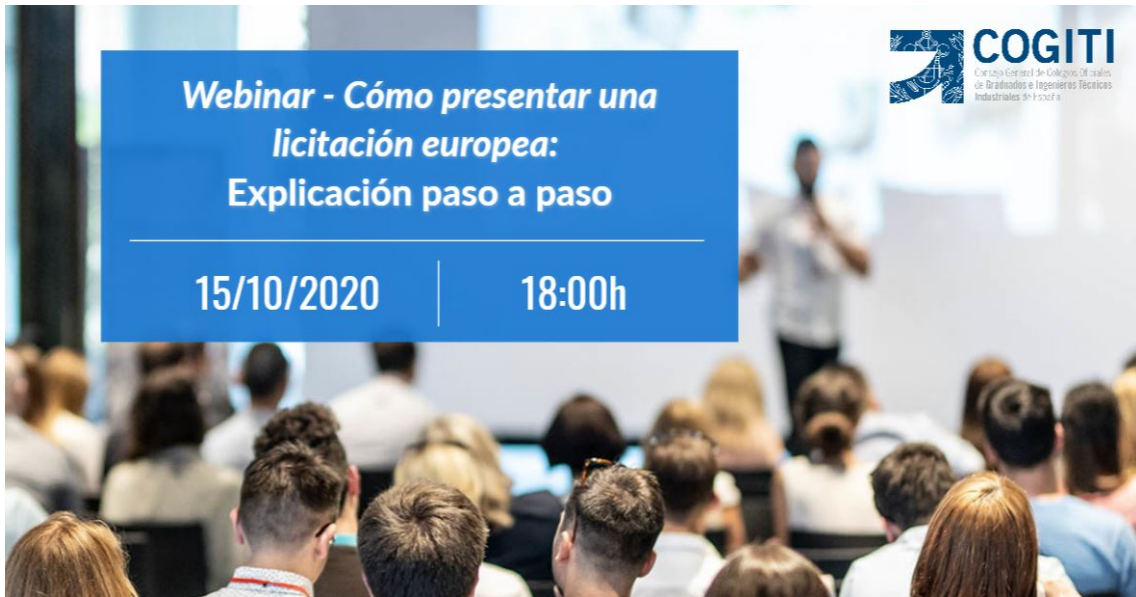 Webinar - Cómo presentar una
licitación europea:
Explicación paso a paso
15/10/2020
18:00h
COGITI
Consejo General de Colegios Oficiales
de Graduados e Ingenieros Técnicos
Industriales de España